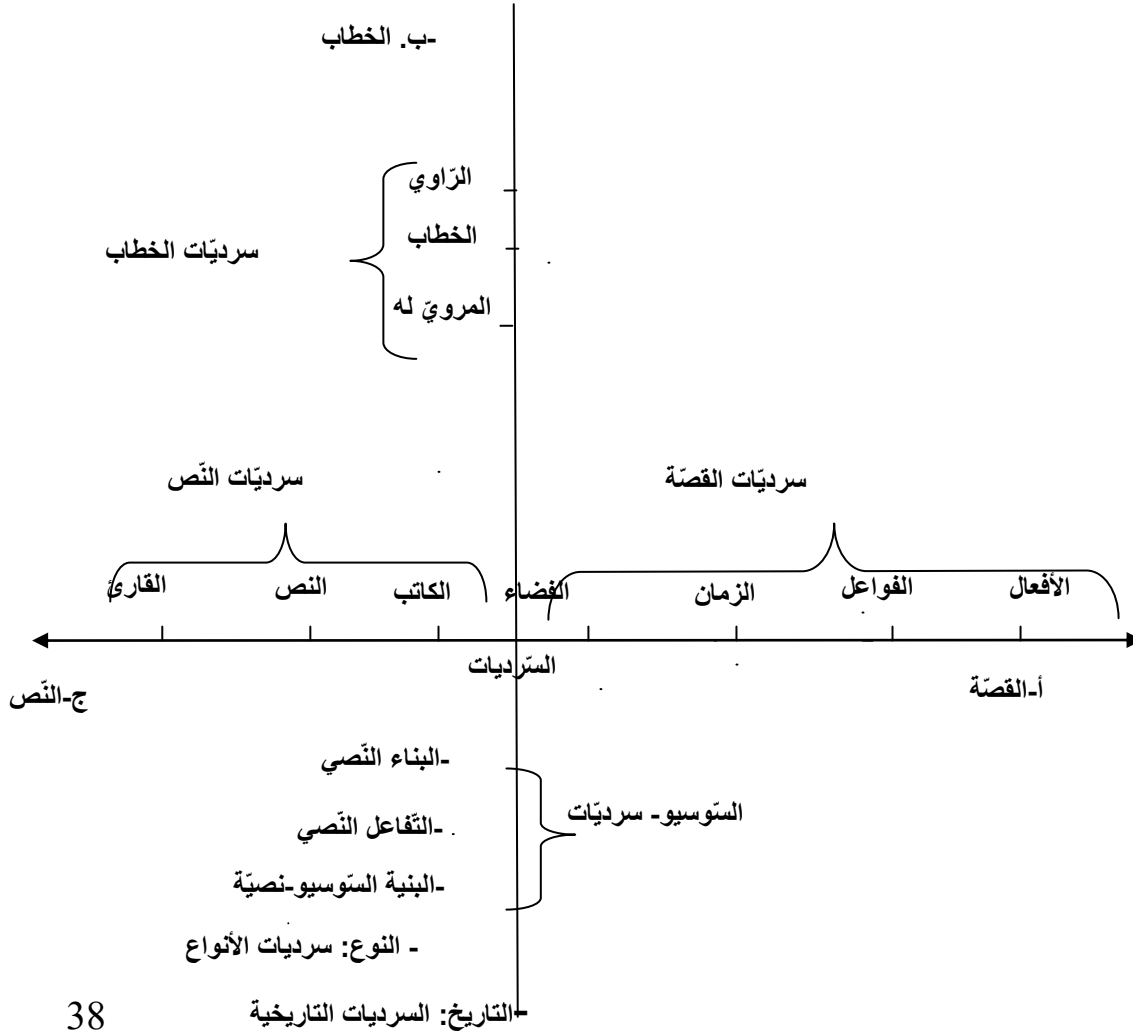 -ب. الخطاب
الرّاوي
الخطاب
سرديّات الخطاب
المرويّ له
سرديّات القصّة
سرديّات النّص
الأفعال
الفواعل
الزمان
الفضاء
الكاتب
النص
القارئ
السّرديات
أ-القصّة
ج-النّص
-البناء النّصي
السّوسيو- سرديّات
-التّفاعل النّصي
-البنية السّوسيو-نصيّة
- النوع: سرديات الأنواع
-التاريخ: السرديات التاريخية
38